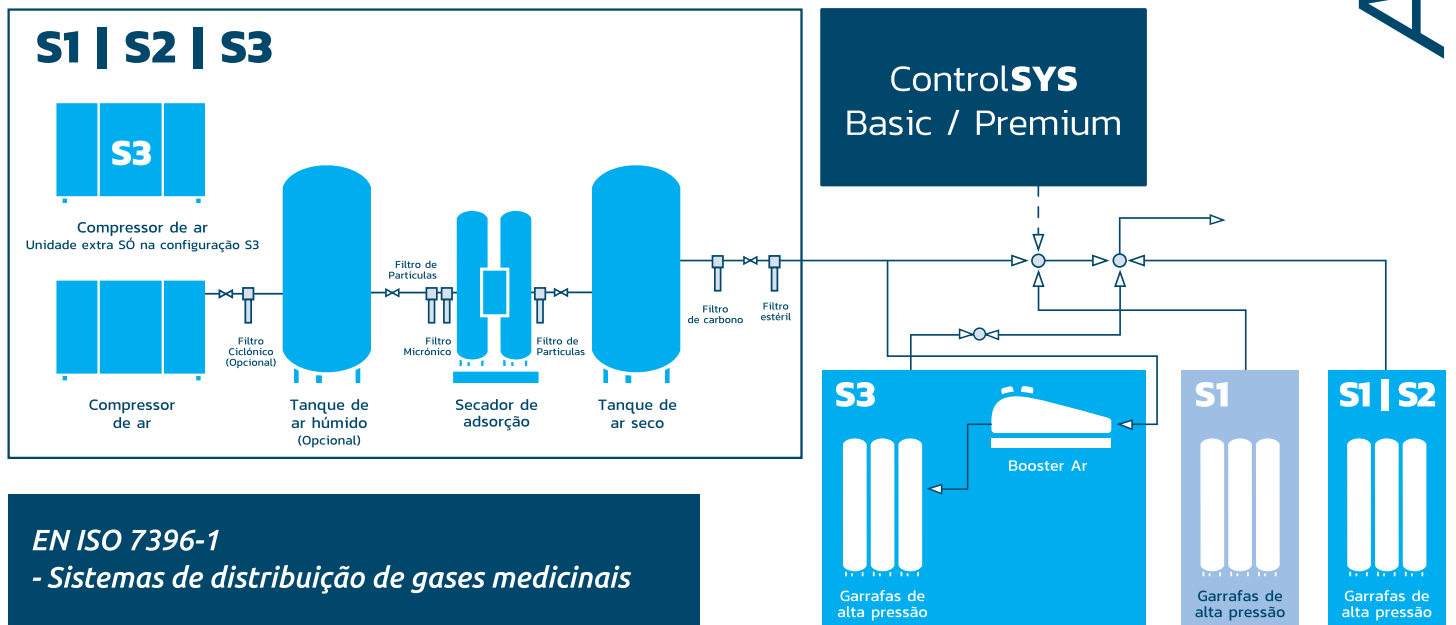 S1 | S2 | S3
S3
Compressor de ar
Unidade extra SÓ na configuração S3
Compressor
de ar
Filtro
Ciclónico
(Opcional)
Tanque de
ar húmido
(Opcional)
Filtro de
Particulas
Filtro
Micrónico
Secador de
adsorção
Filtro de
Particulas
Tanque de
ar seco
Filtro
de carbono
Filtro
estéril
ControlSYS
Basic / Premium
A
S3
Booster Ar
Garrafas de
alta pressão
S1
Garrafas de
alta pressão
S1 | S2
Garrafas de
alta pressão
EN ISO 7396-1
- Sistemas de distribuição de gases medicinais